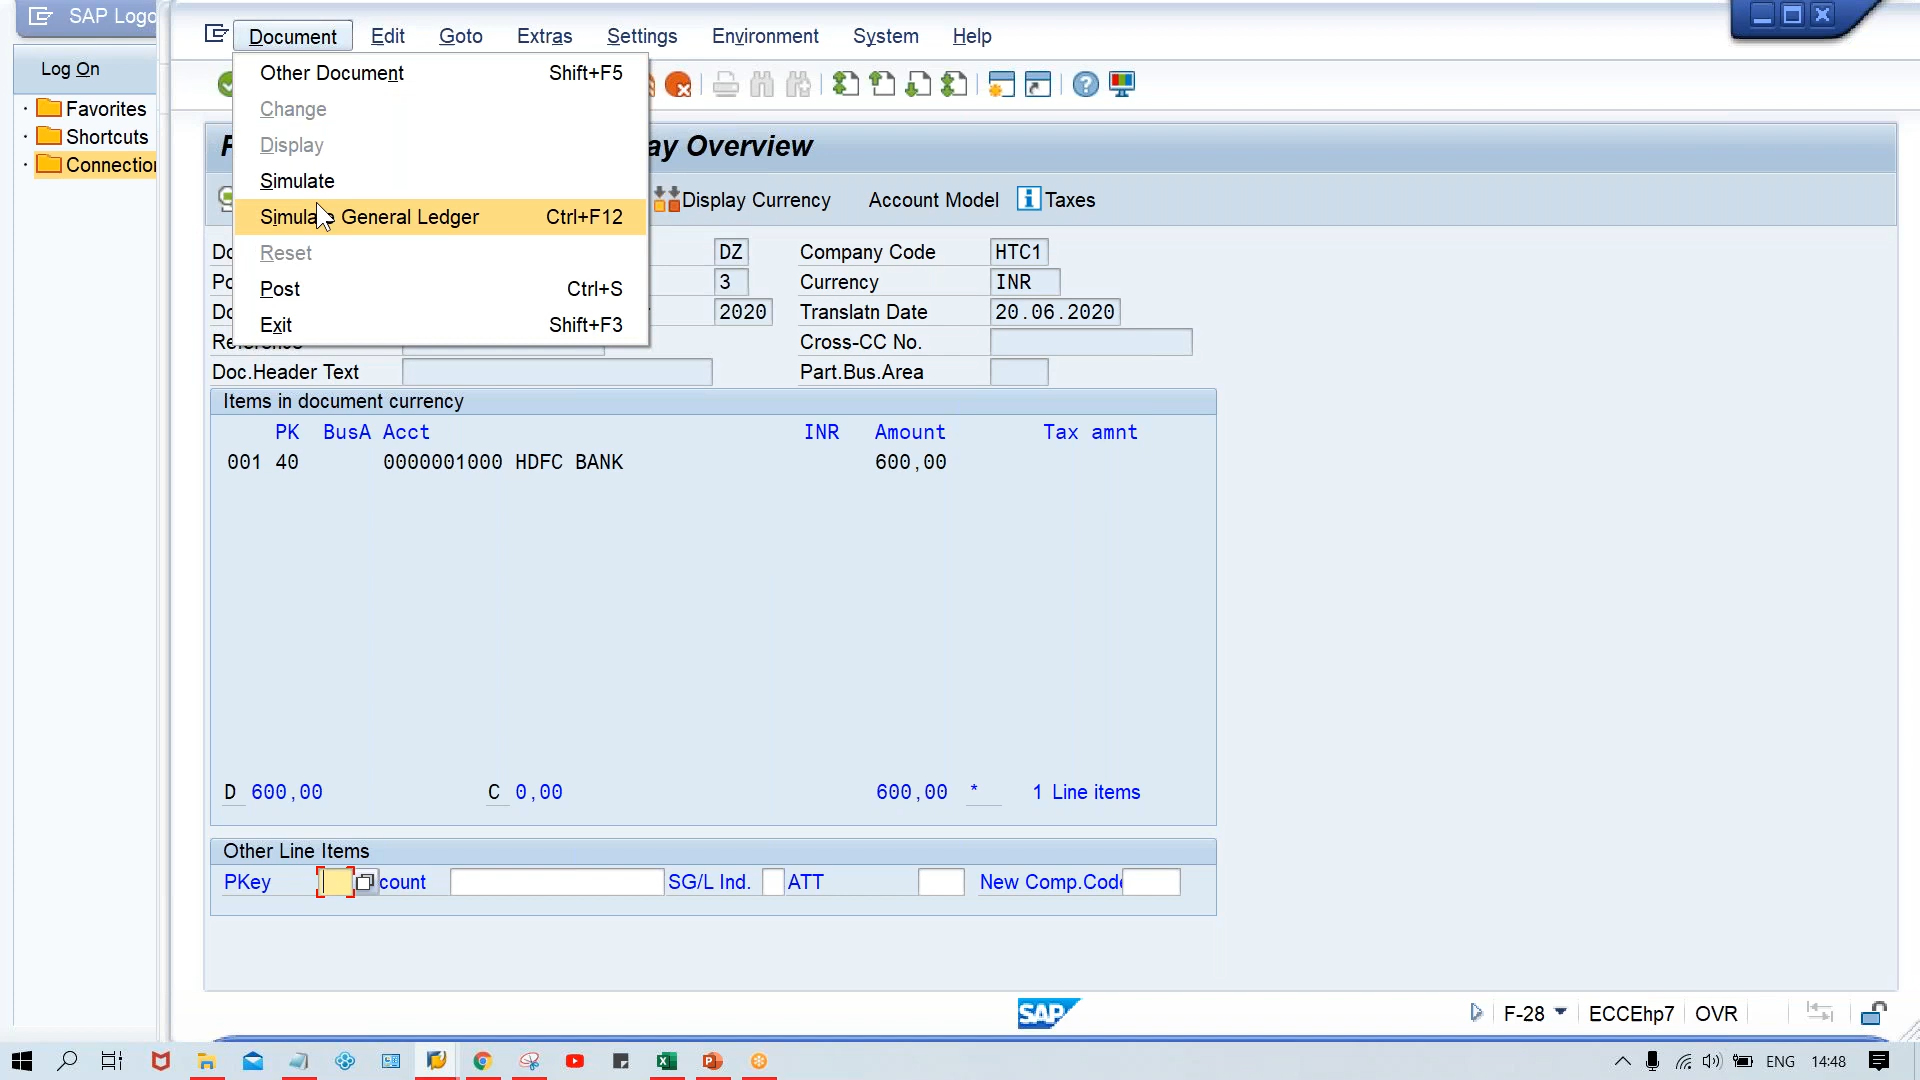 SAP Logo
Document Edit Goto Extras Settings Environment System Help
Log On
Other Document Shift+F5
Favorites
Change
Shortcuts
Display
ay Overview
Connection
Simulate
Display Currency Account Model Taxes
Simulate General Ledger Ctrl+F12
Reset
DZ Company Code HTC1
Post Ctrl+S
3 Currency INR
Exit Shift+F3
2020 Translatn Date 20.06.2020
Cross-CC No.
Doc.Header Text Part.Bus.Area
Items in document currency
PK BusA Acct INR Amount Tax amnt
001 40 0000001000 HDFC BANK 600,00
D 600,00 C 0,00 600,00 * 1 Line items
Other Line Items
PKey count SG/L Ind. ATT New Comp.Code
SAP F-28 ECCEhp7 OVR
ENG 14:48